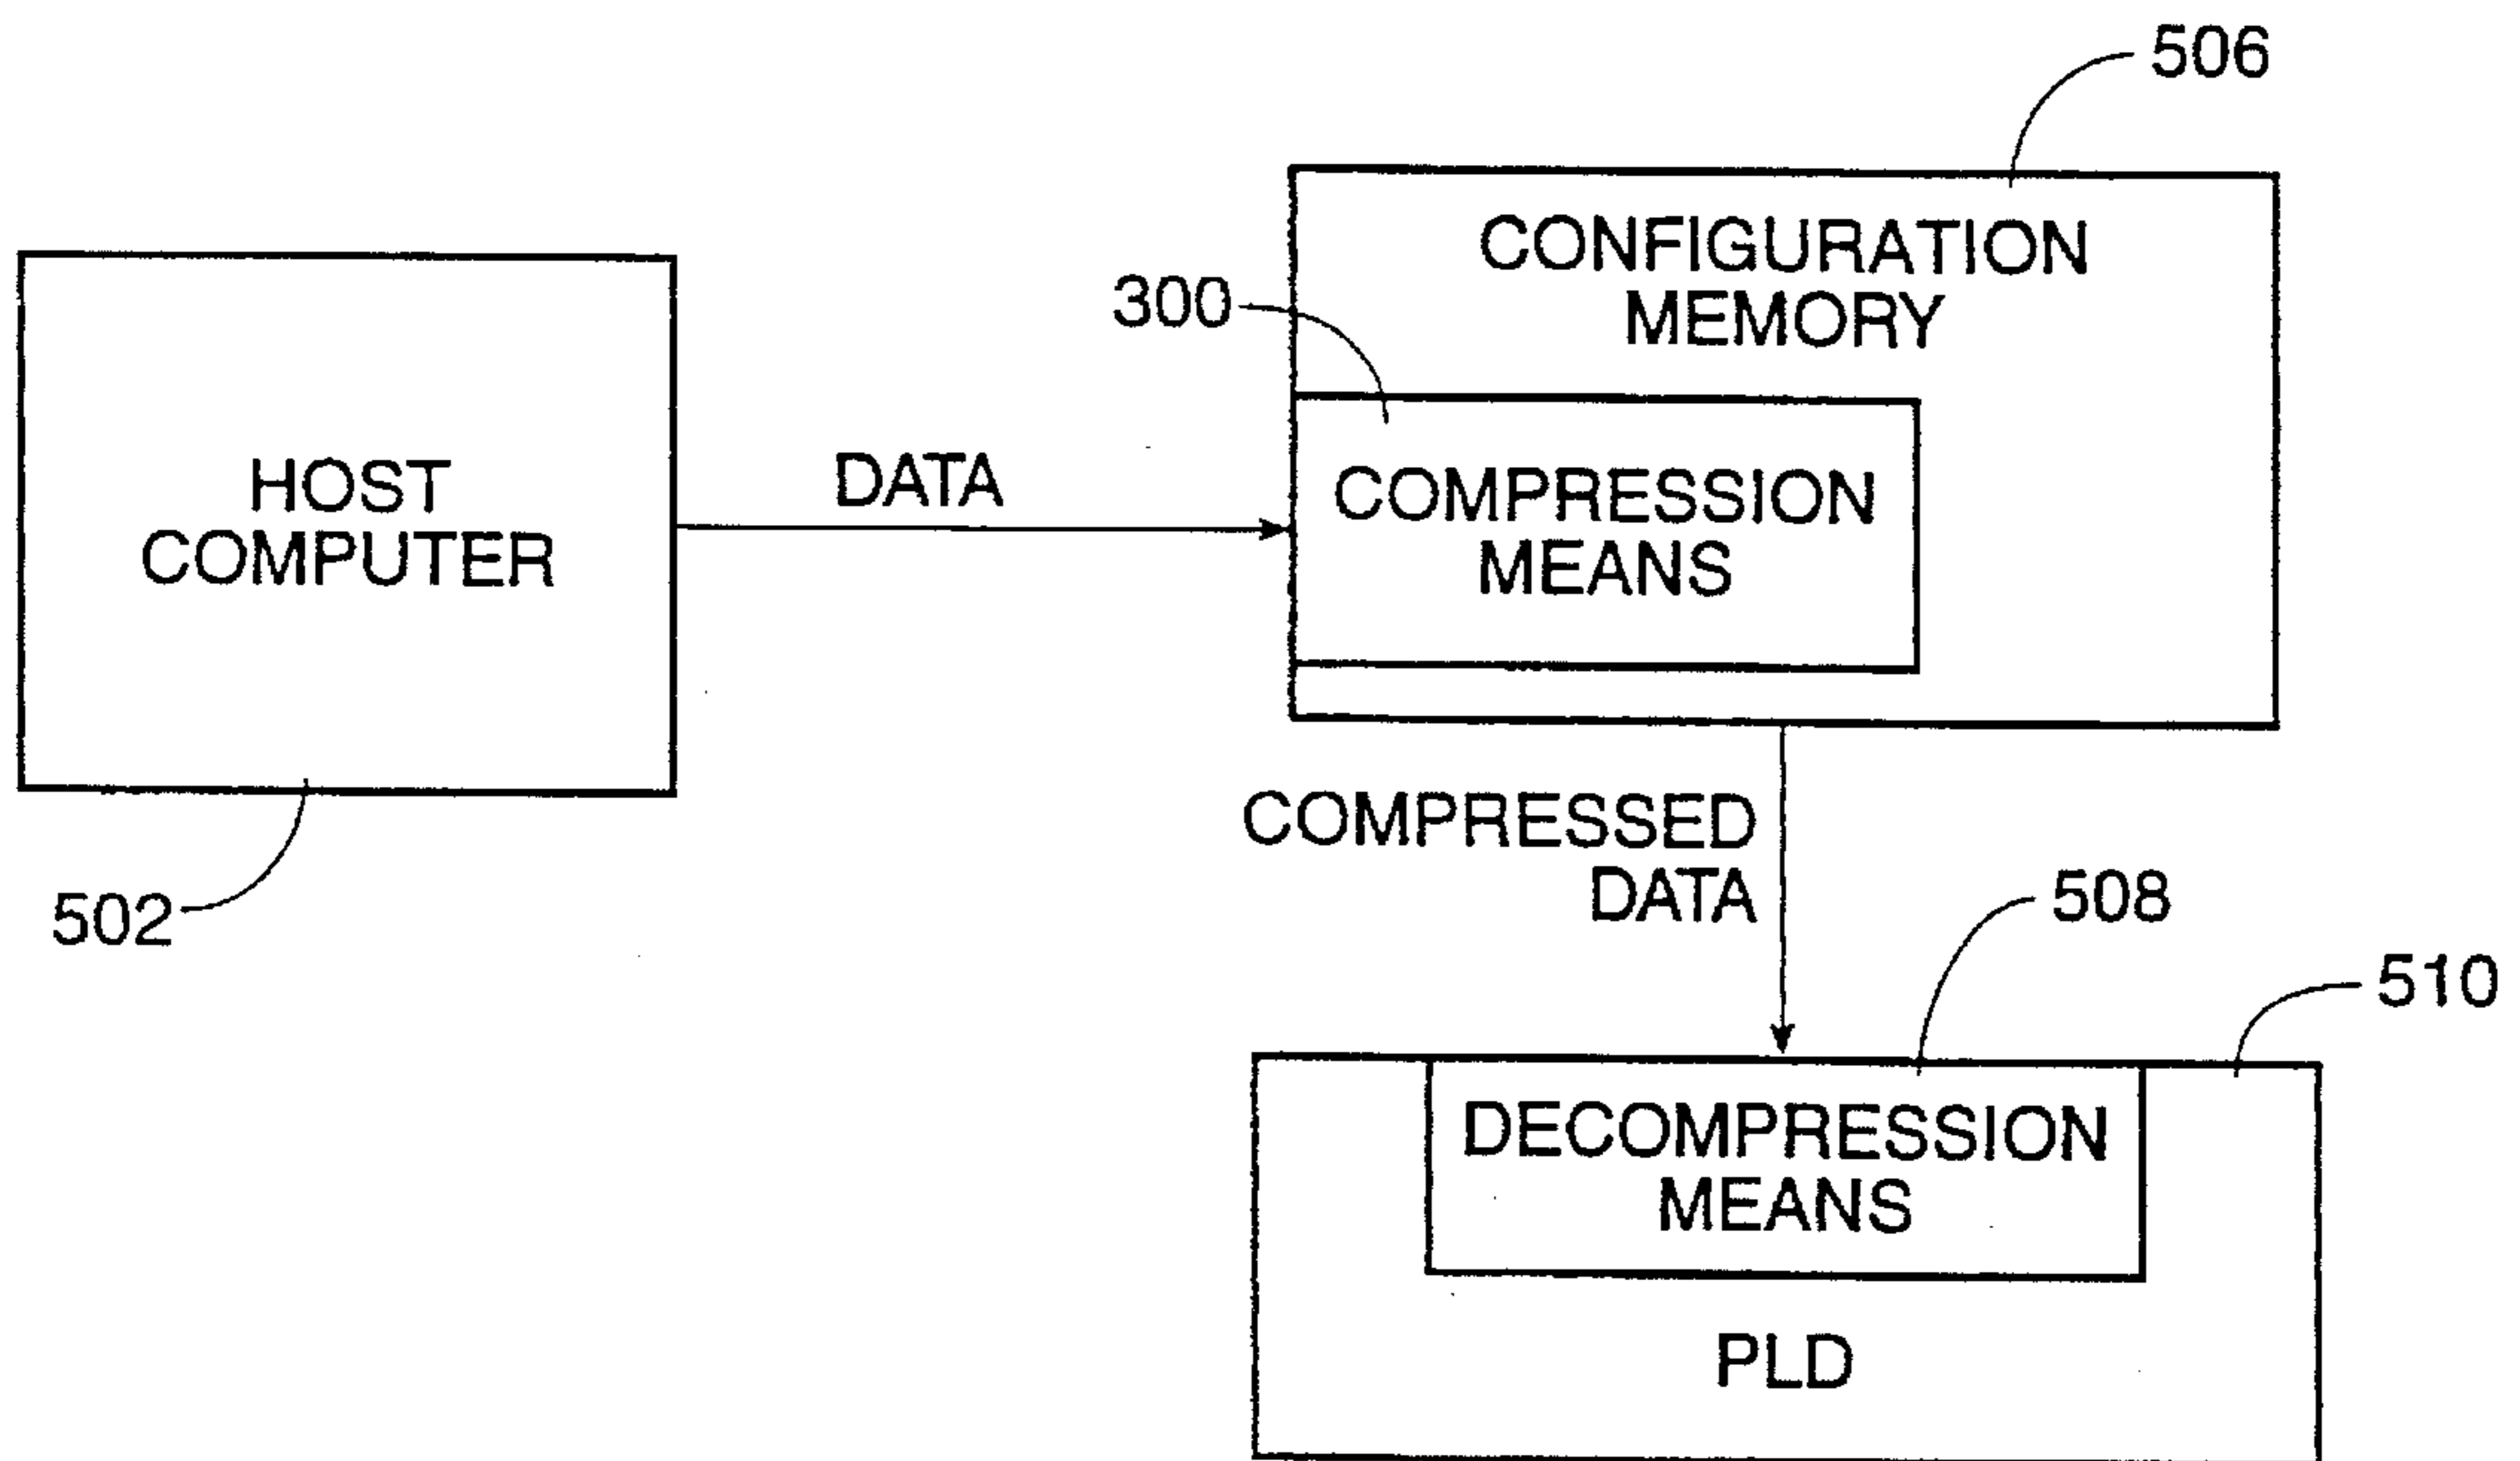 506
CONFIGURATION
MEMORY
300
COMPRESSION
MEANS
HOST
COMPUTER
DATA
502
COMPRESSED
DATA
508
510
DECOMPRESSION
MEANS
PLD